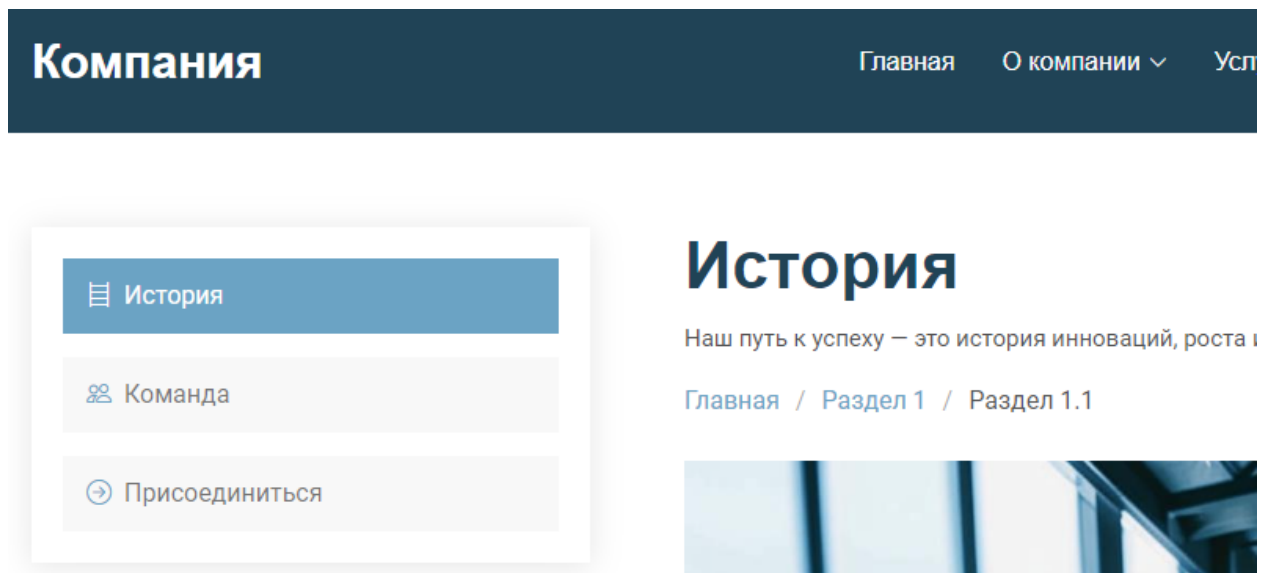 Компания
Главная О компании
История
Команда
Присоединиться
История
Наш путь к успеху — это история инноваций, роста
Главная / Раздел 1 / Раздел 1.1